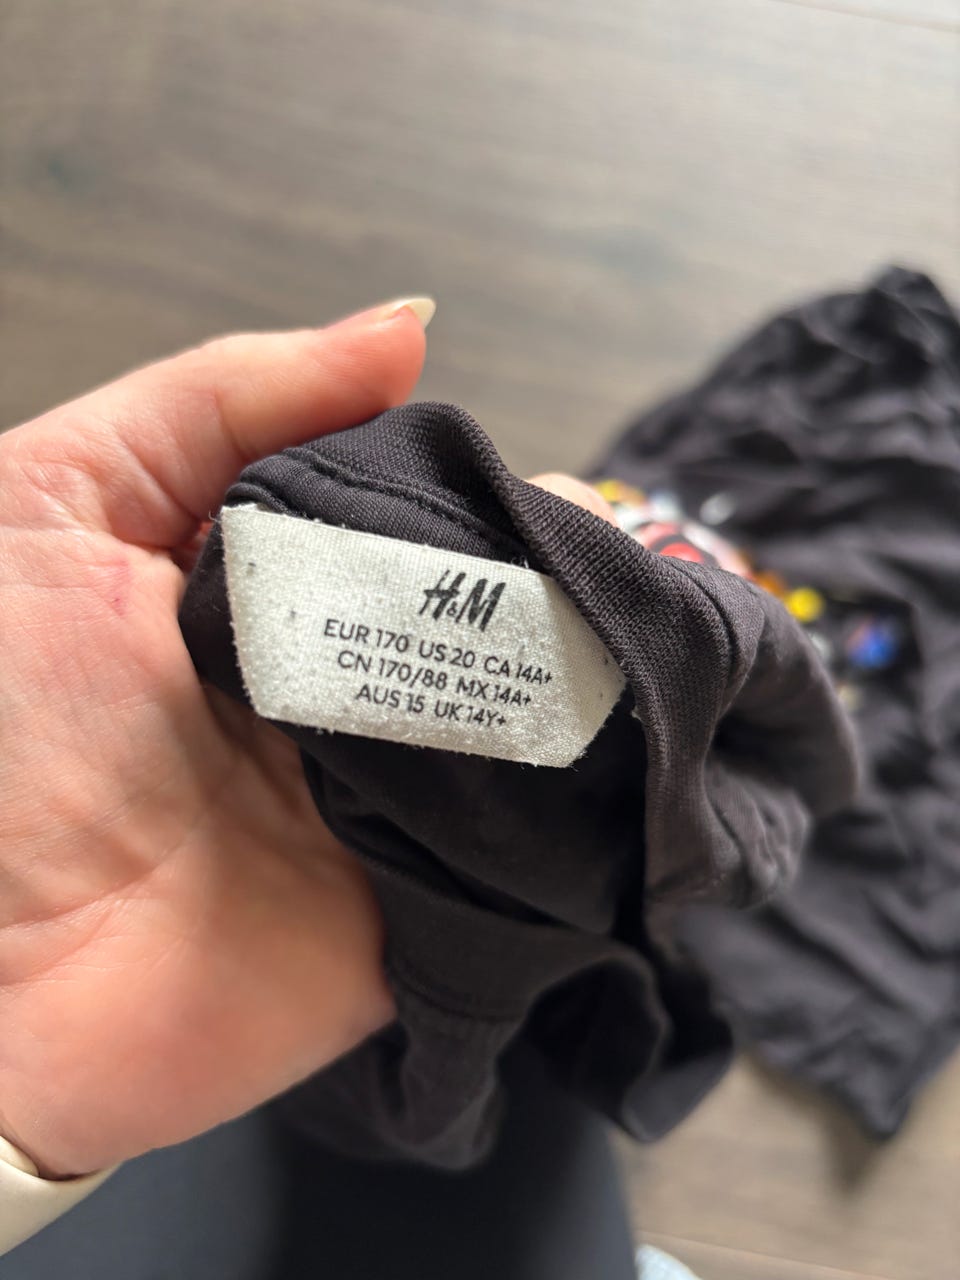 H&M
EUR 170 US 20 CA 14A+
CN 170/88 MX 14A+
AUS 15 UK 14Y+